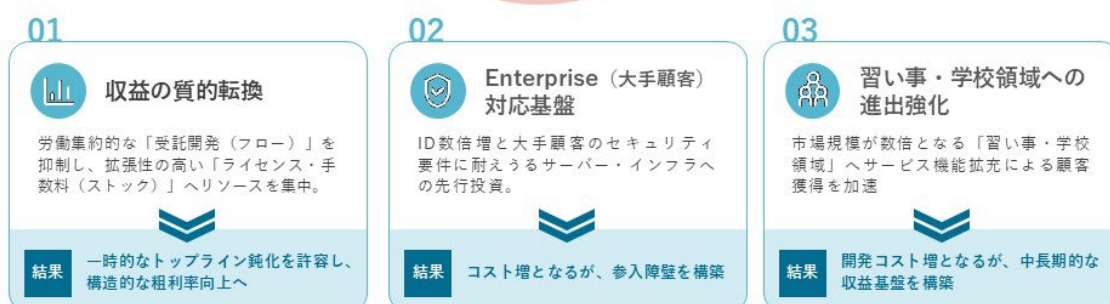 01
収益の質的転換
労働集約的な「受託開発（フロー）」を
抑制し、拡張性の高い「ライセンス・手
数料（ストック）」へリソースを集中。
結果
一時的なトップライン鈍化を許容し、
構造的な粗利率向上へ
02
Enterprise（大手顧客）
対応基盤
ID数倍増と大手顧客のセキュリティ
要件に耐えうるサーバー・インフラへ
の先行投資。
結果
コスト増となるが、参入障壁を構築
03
習い事・学校領域への
進出強化
市場規模が数倍となる「習い事・学校
領域」へサービス機能拡充による顧客
獲得を加速
結果
開発コスト増となるが、中長期的な
収益基盤を構築